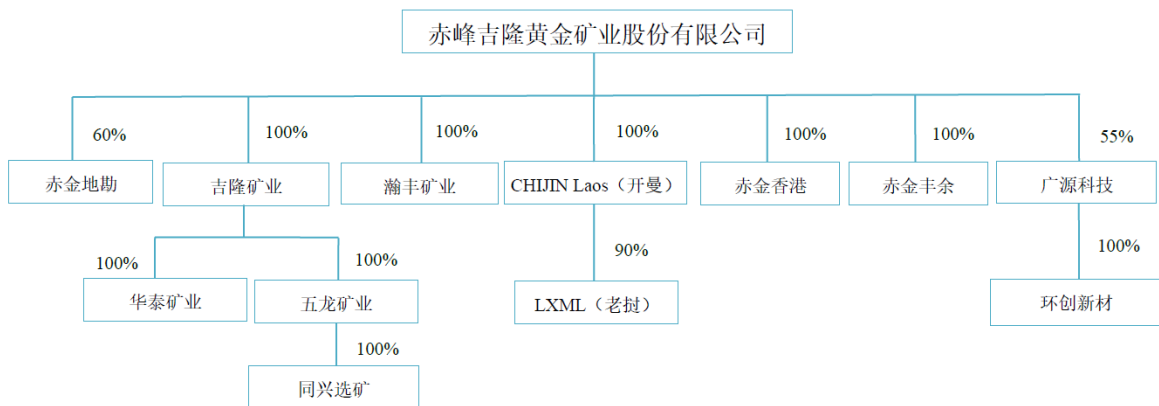 赤峰吉隆黄金矿业股份有限公司
60%
100%
100%
100%
100%
100%
55%
赤金地勘
吉隆矿业
瀚丰矿业
CHIJIN Laos（开曼）
赤金香港
赤金丰余
广源科技
100%
100%
90%
100%
华泰矿业
五龙矿业
LXML（老挝）
环创新材
100%
同兴选矿